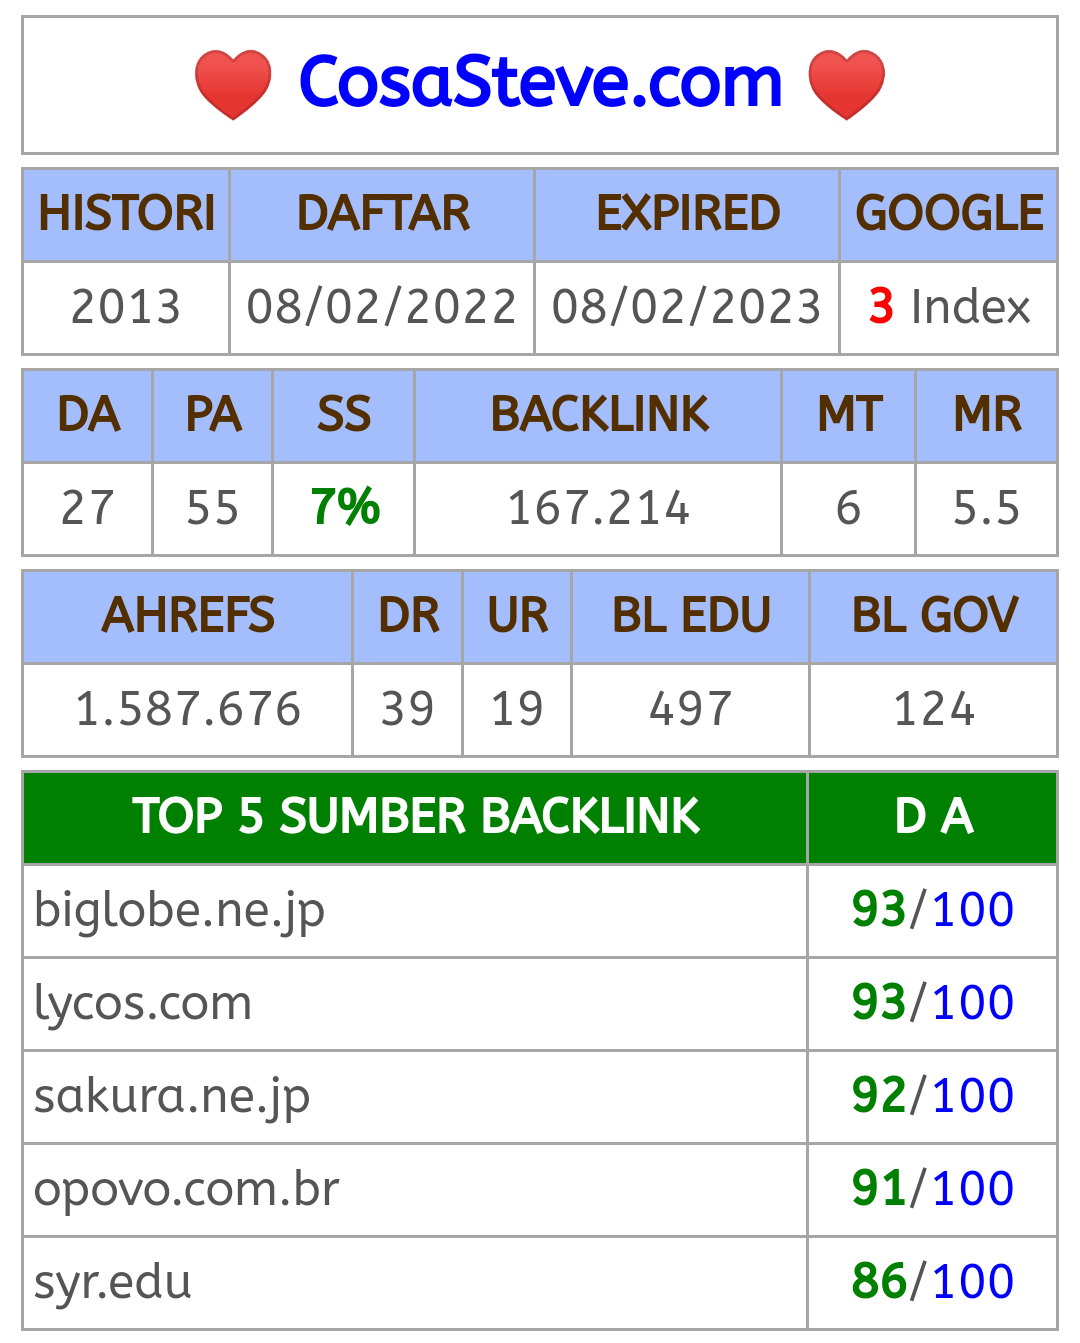 ❤️ CosaSteve.com ❤️
HISTORI DAFTAR EXPIRED GOOGLE
2013 08/02/2022 08/02/2023 3 Index
DA PA SS BACKLINK MT MR
27 55 7% 167.214 6 5.5
AHREFS DR UR BL EDU BL GOV
1.587.676 39 19 497 124
TOP 5 SUMBER BACKLINK D A
biglobe.ne.jp 93/100
lycos.com 93/100
sakura.ne.jp 92/100
opovo.com.br 91/100
syr.edu 86/100